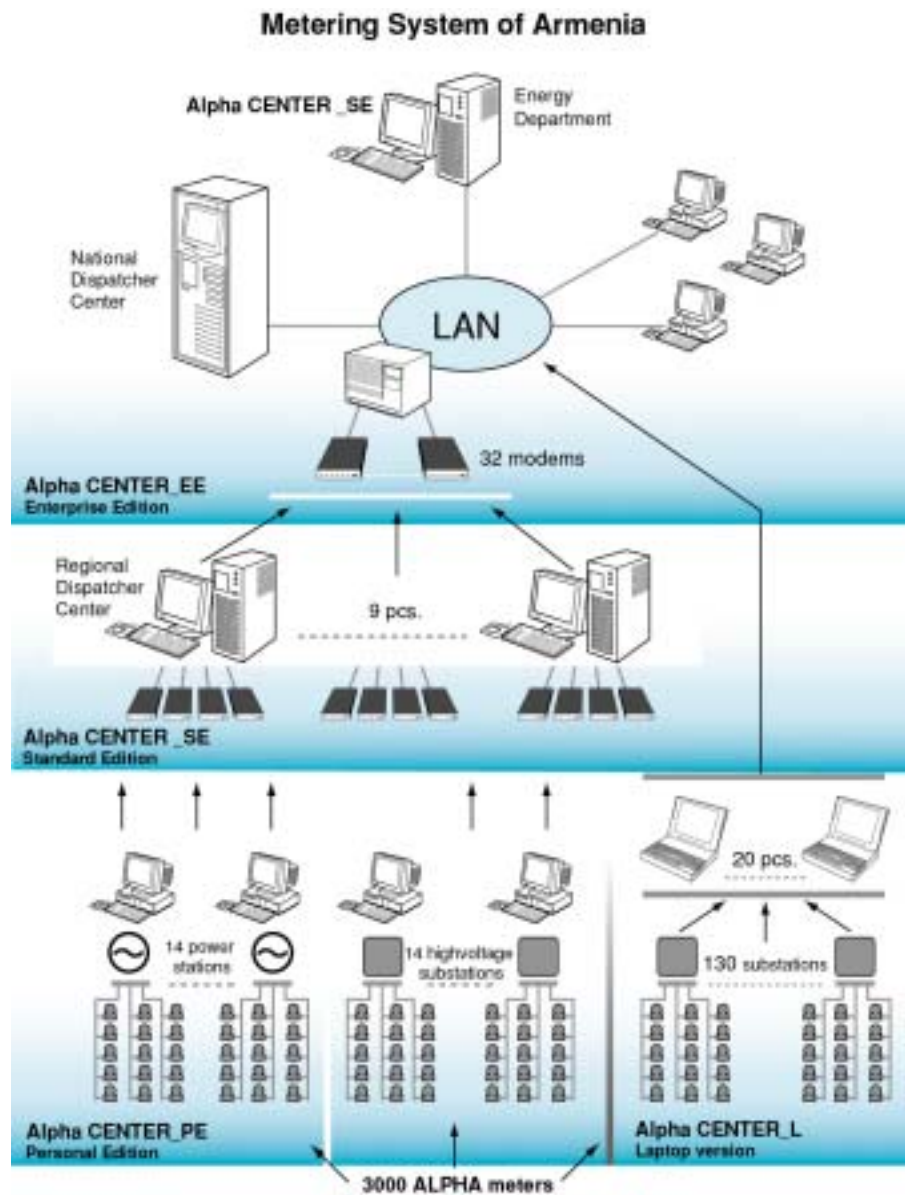 Metering System of Armenia
Alpha CENTER _SE
Energy
Department
National
Dispatcher
Center
LAN
32 modems
Alpha CENTER_EE
Enterprise Edition
Regional
Dispatcher
Center
9 pcs.
Alpha CENTER _SE
Standard Edition
20 pcs.
14 power
stations
14 highvoltage
substations
130 substations
Alpha CENTER_PE
Personal Edition
Alpha CENTER_L
Laptop version
3000 ALPHA meters